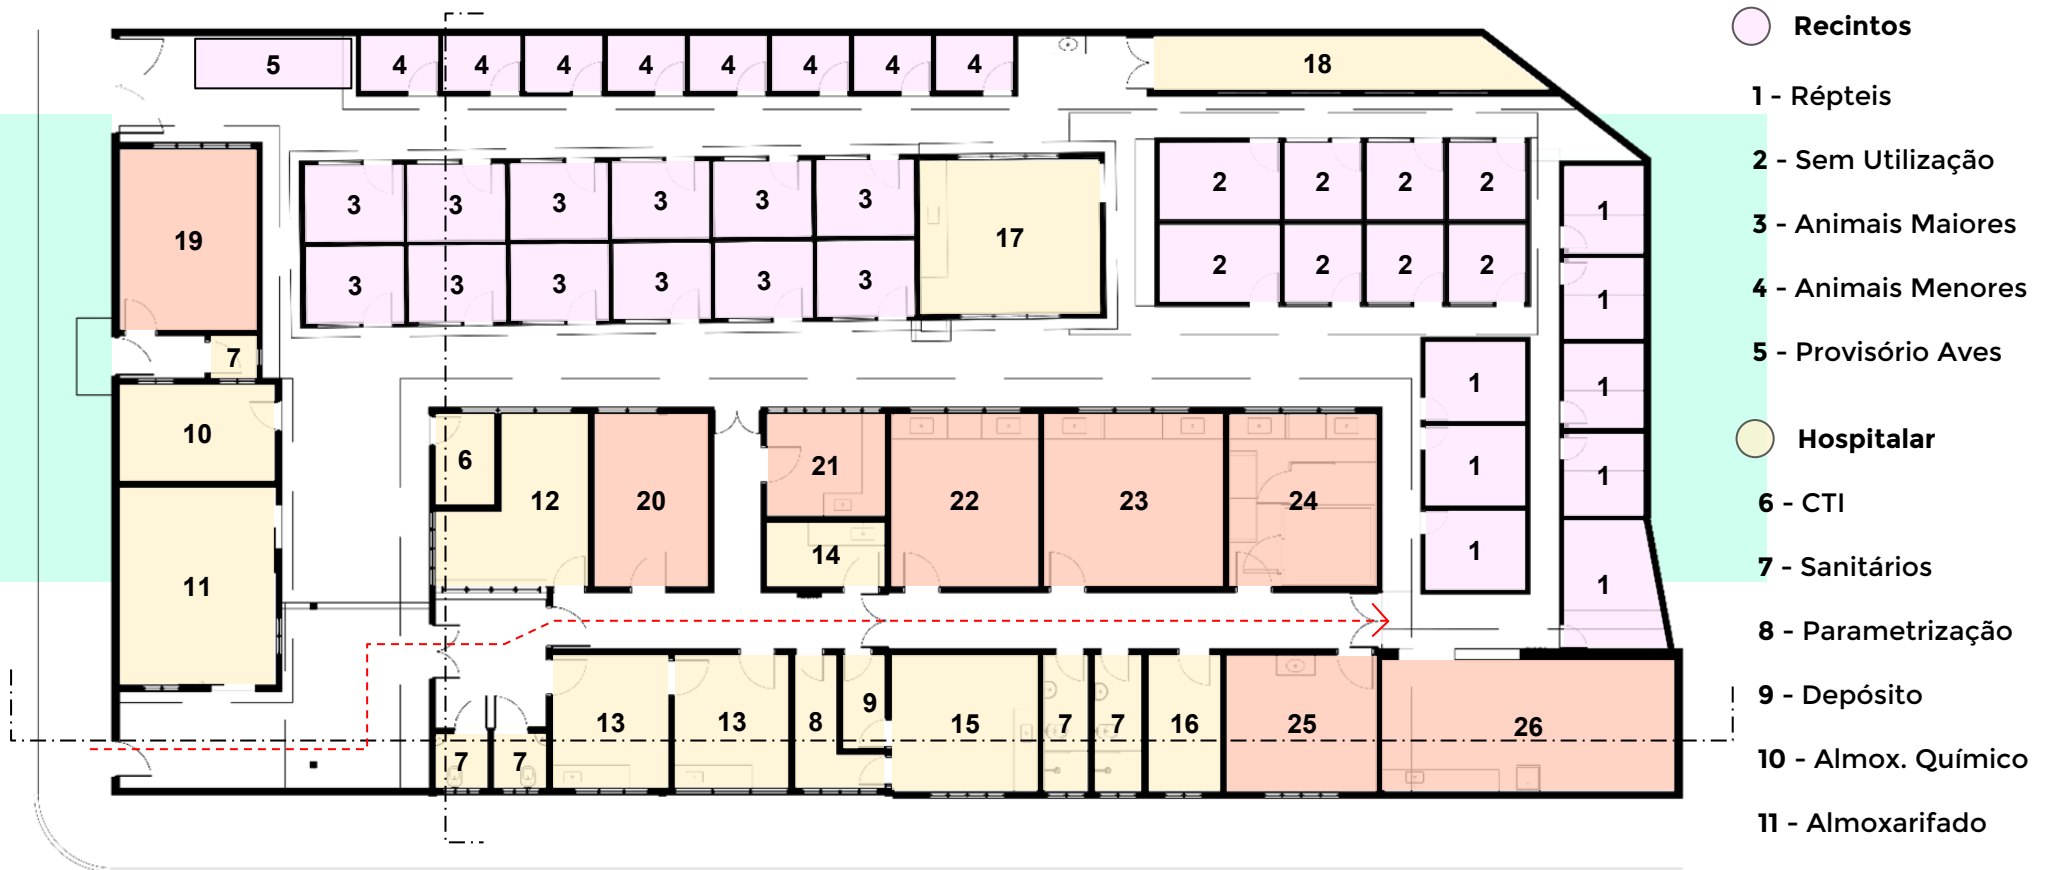 5 4 4 4 4 4 4 4 4 18
3 3 3 3 3 3 17 2 2 2 2 1
19
3 3 3 3 3 3 2 2 2 2 1
7 1 1
10 6 12 20 21 22 23 24 1 1
14
11 1 1
13 13 8 9 15 7 7 16 25 26
7 7
Recintos
1 - Répteis
2 - Sem Utilização
3 - Animais Maiores
4 - Animais Menores
5 - Provisório Aves
Hospitalar
6 - CTI
7 - Sanitários
8 - Parametrização
9 - Depósito
10 - Almox. Químico
11 - Almoxarifado